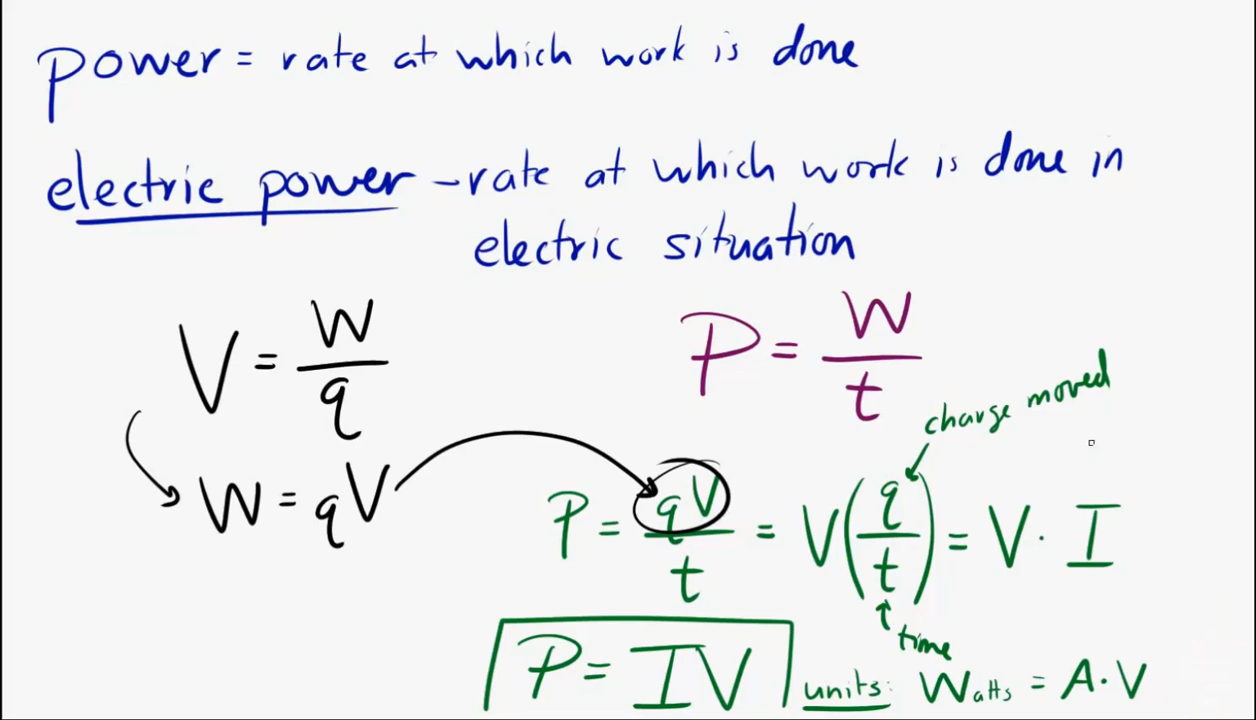 power = rate at which work is done
electric power – rate at which work is done in
electric situation
V = W/q
P = W/t
charge moved
W = qV
P = qV/t = V(q/t) = V · I
time
P = IV
units: Watts = A·V